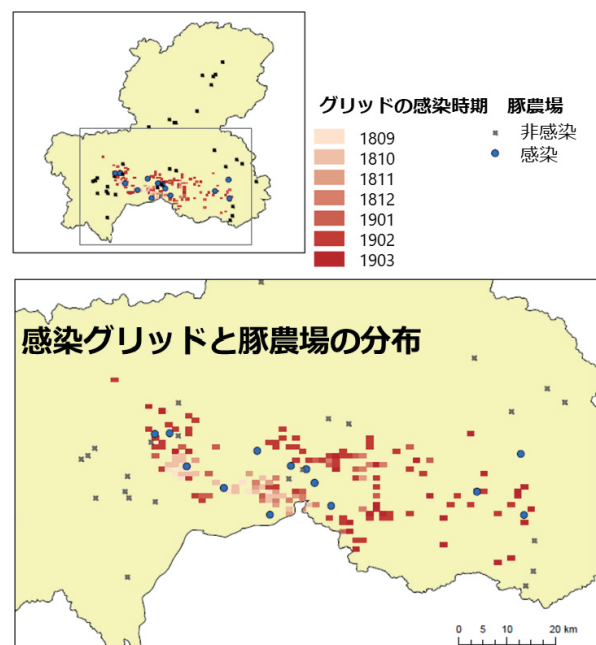 グリッドの感染時期 豚農場
1809
1810
1811
1812
1901
1902
1903
非感染
感染
感染グリッドと豚農場の分布
0 5 10 20 km